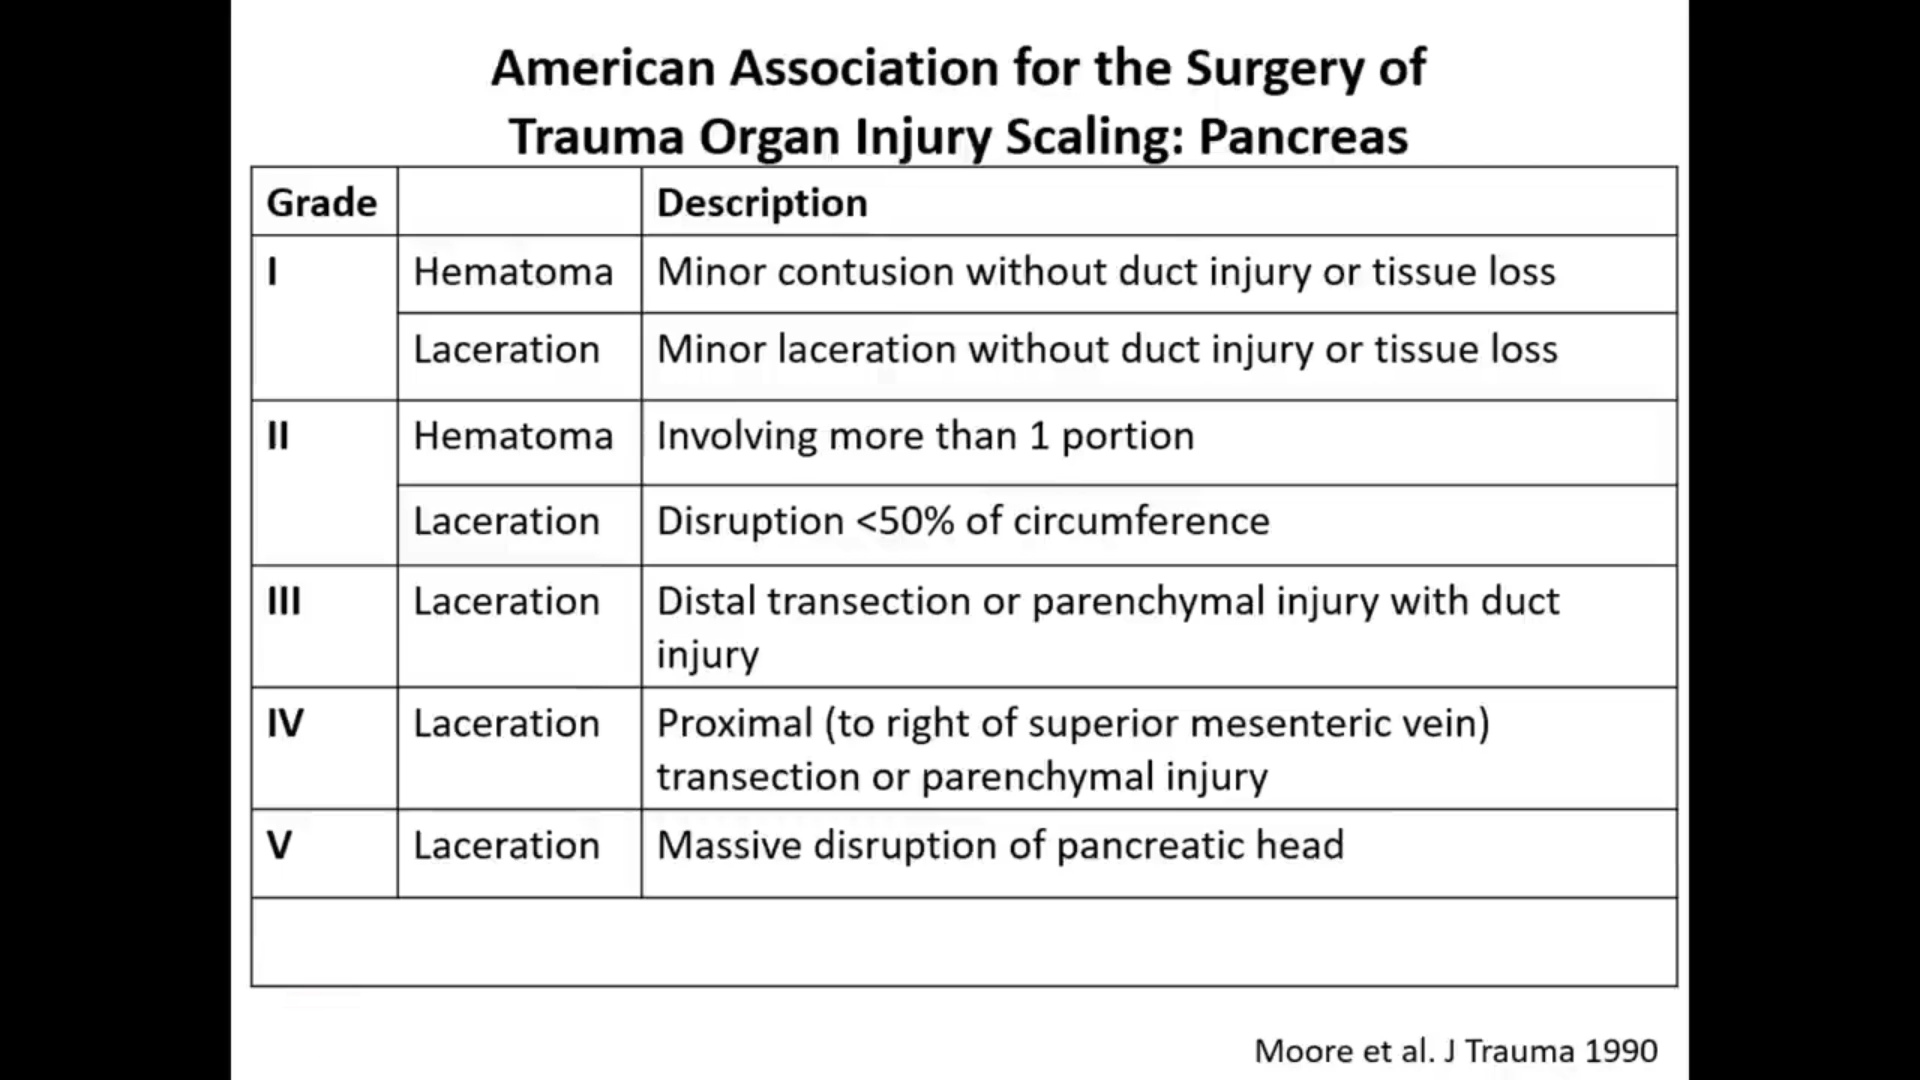 American Association for the Surgery of
Trauma Organ Injury Scaling: Pancreas
Grade Description
I Hematoma Minor contusion without duct injury or tissue loss
Laceration Minor laceration without duct injury or tissue loss
II Hematoma Involving more than 1 portion
Laceration Disruption <50% of circumference
III Laceration Distal transection or parenchymal injury with duct
injury
IV Laceration Proximal (to right of superior mesenteric vein)
transection or parenchymal injury
V Laceration Massive disruption of pancreatic head
Moore et al. J Trauma 1990